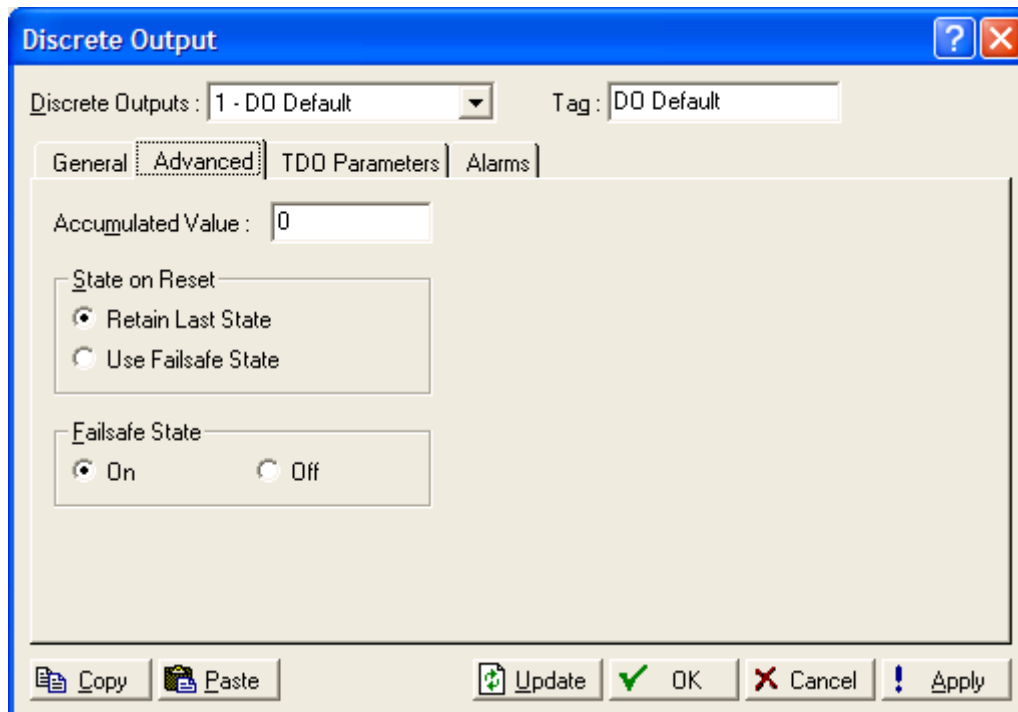 Discrete Output
Discrete Outputs : 1 - DO Default Tag : DO Default
General Advanced TDO Parameters Alarms
Accumulated Value : 0
State on Reset
Retain Last State
Use Failsafe State
Failsafe State
On Off
Copy Paste Update OK Cancel Apply